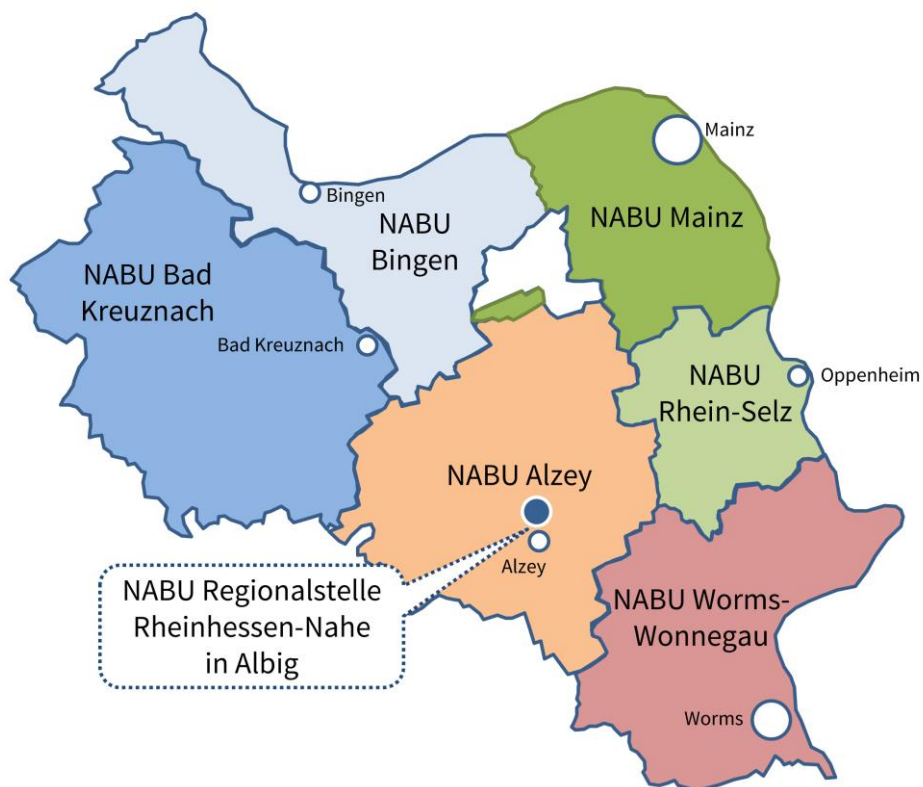 Mainz
Bingen
NABU
Bingen
NABU Mainz
NABU Bad
Kreuznach
Bad Kreuznach
NABU
Rhein-Selz
Oppenheim
NABU Alzey
Alzey
NABU Regionalstelle
Rheinhessen-Nahe
in Albig
NABU Worms-
Wonnegau
Worms